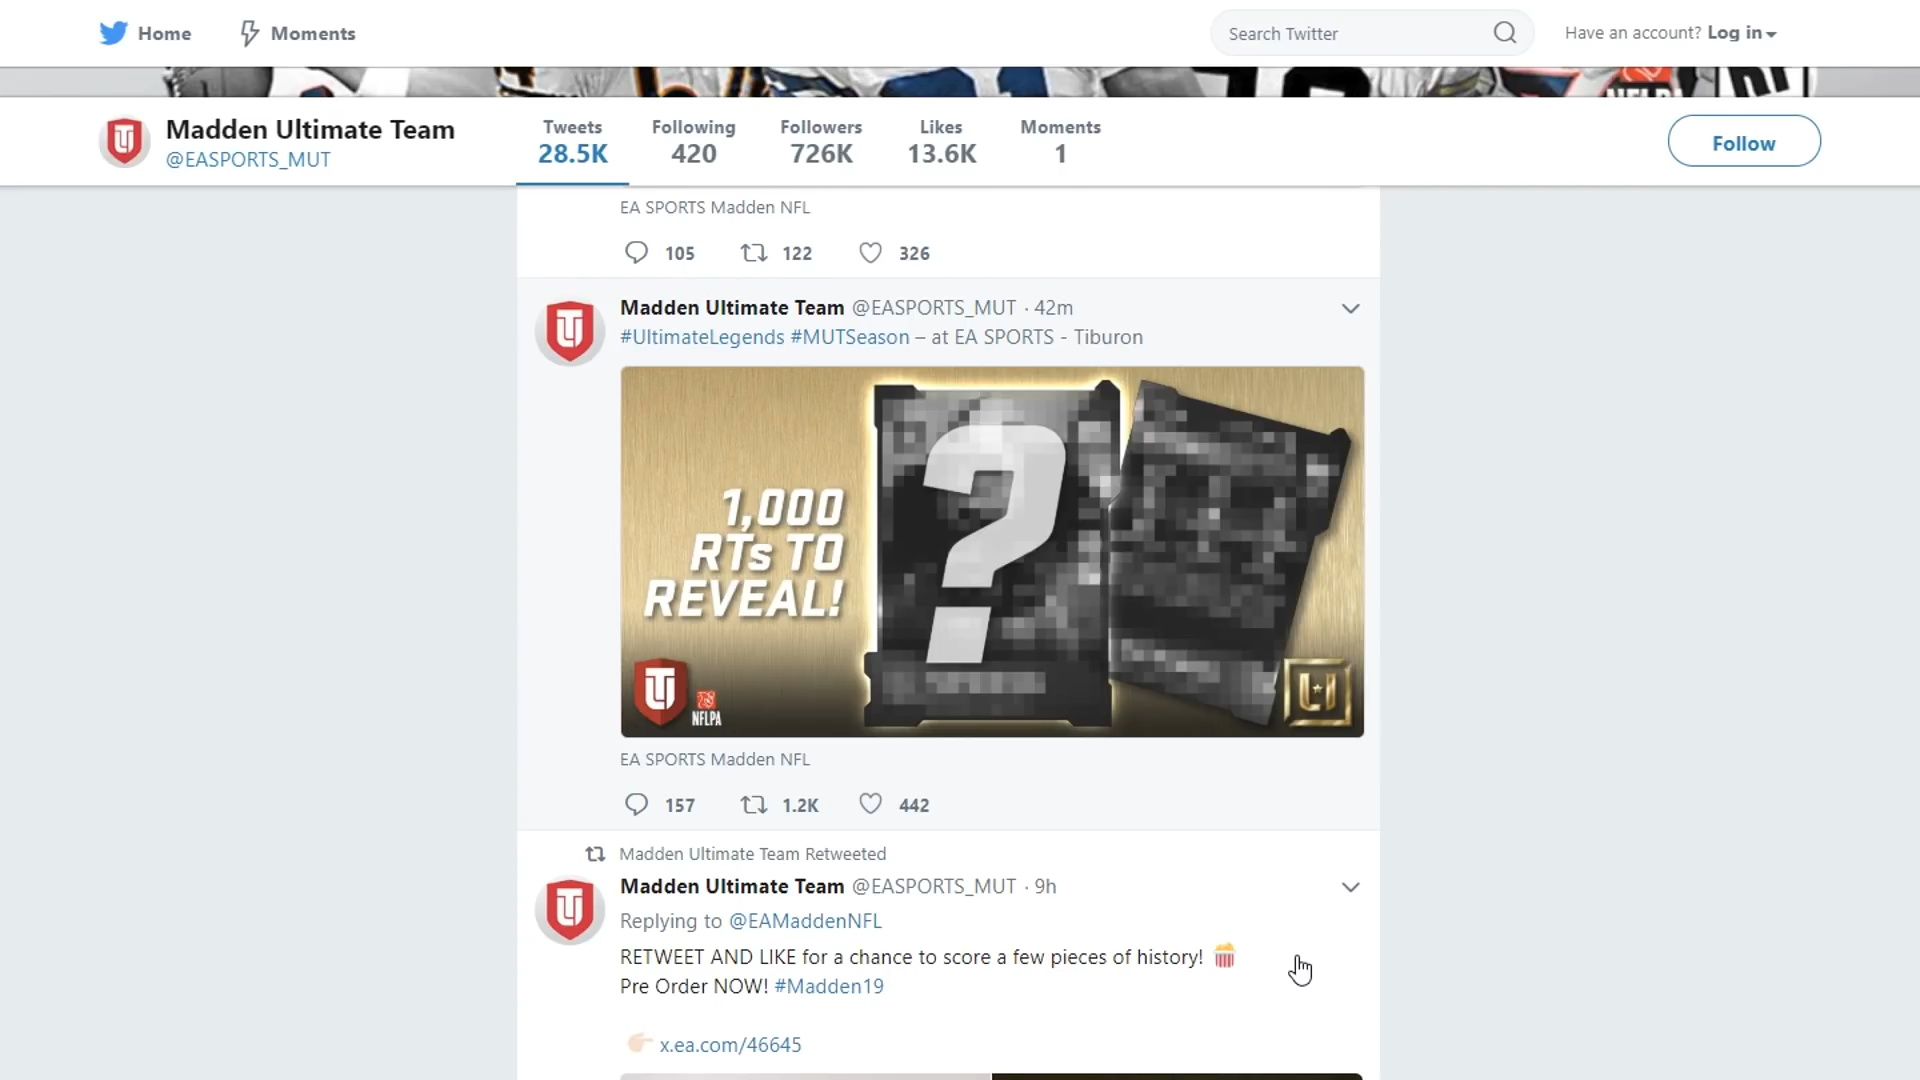 Home
Moments
Search Twitter
Have an account? Log in
Madden Ultimate Team
@EASPORTS_MUT
Tweets
28.5K
Following
420
Followers
726K
Likes
13.6K
Moments
1
Follow
EA SPORTS Madden NFL
105
122
326
Madden Ultimate Team @EASPORTS_MUT · 42m
#UltimateLegends #MUTSeason – at EA SPORTS - Tiburon
1,000
RTs TO
REVEAL!
?
UT
NFLPA
UL
EA SPORTS Madden NFL
157
1.2K
442
Madden Ultimate Team Retweeted
Madden Ultimate Team @EASPORTS_MUT · 9h
Replying to @EAMaddenNFL
RETWEET AND LIKE for a chance to score a few pieces of history! 🍿
Pre Order NOW! #Madden19
👉🏻 x.ea.com/46645